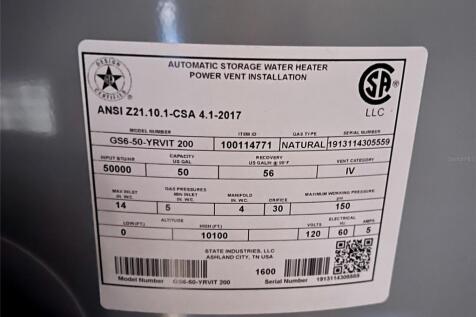 DESIGN
CERTIFIED
AUTOMATIC STORAGE WATER HEATER
POWER VENT INSTALLATION
SA
LLC
ANSI Z21.10.1-CSA 4.1-2017
MODEL NUMBER ITEM ID GAS TYPE SERIAL NUMBER
GS6-50-YRVIT 200 100114771 NATURAL 1913114305559
INPUT BTU/HR CAPACITY US GAL RECOVERY US GAL/H @ 90°F VENT CATEGORY
50000 50 56 IV
MAX INLET IN. W.C. GAS PRESSURES MIN INLET IN. W.C. MANIFOLD IN. W.C. ORIFICE MAXIMUM WORKING PRESSURE psi
14 5 4 30 150
LOW (FT.) ALTITUDE HIGH (FT.) VOLTS ELECTRICAL Hz AMPS
0 10100 120 60 5
STATE INDUSTRIES, LLC
ASHLAND CITY, TN USA
1600
Model Number GS6-50-YRVIT 200 Serial Number 1913114305559